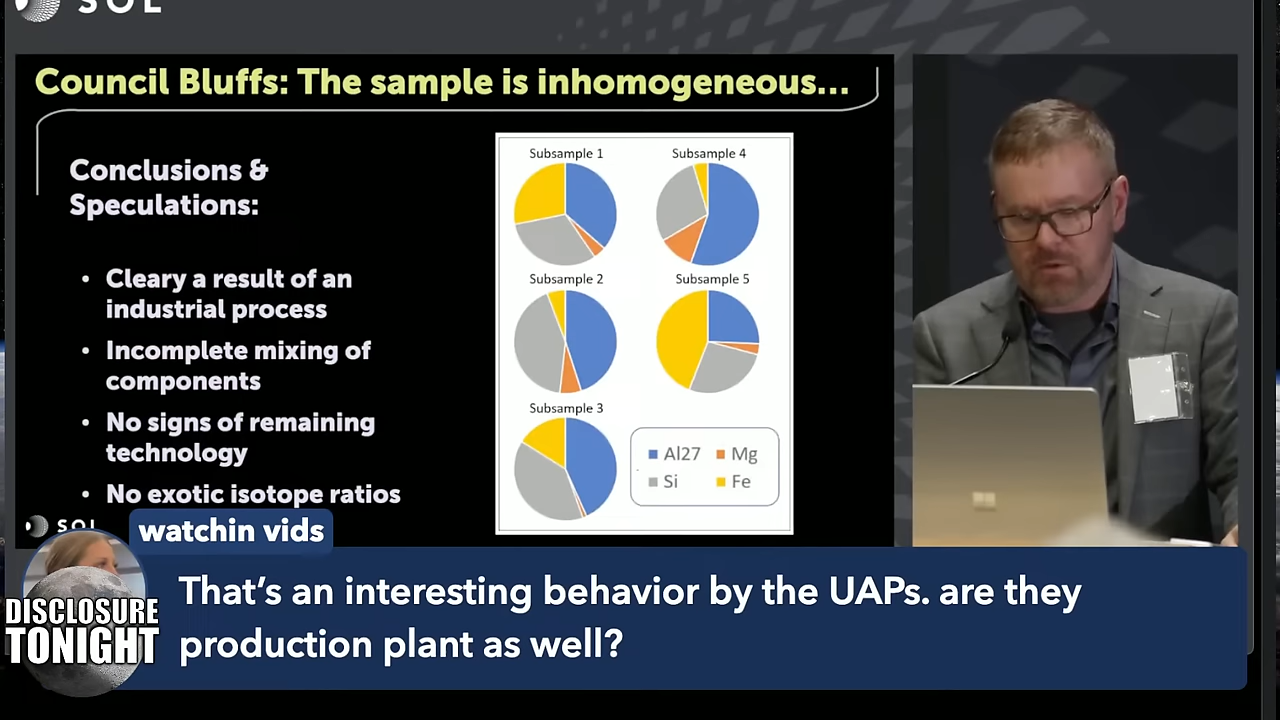 SOL
Council Bluffs: The sample is inhomogeneous...
Conclusions &
Speculations:
• Cleary a result of an
industrial process
• Incomplete mixing of
components
• No signs of remaining
technology
• No exotic isotope ratios
Subsample 1
Subsample 4
Subsample 2
Subsample 5
Subsample 3
Al27 Mg
Si Fe
SOL
watchin vids
That's an interesting behavior by the UAPs. are they
production plant as well?
DISCLOSURE
TONIGHT